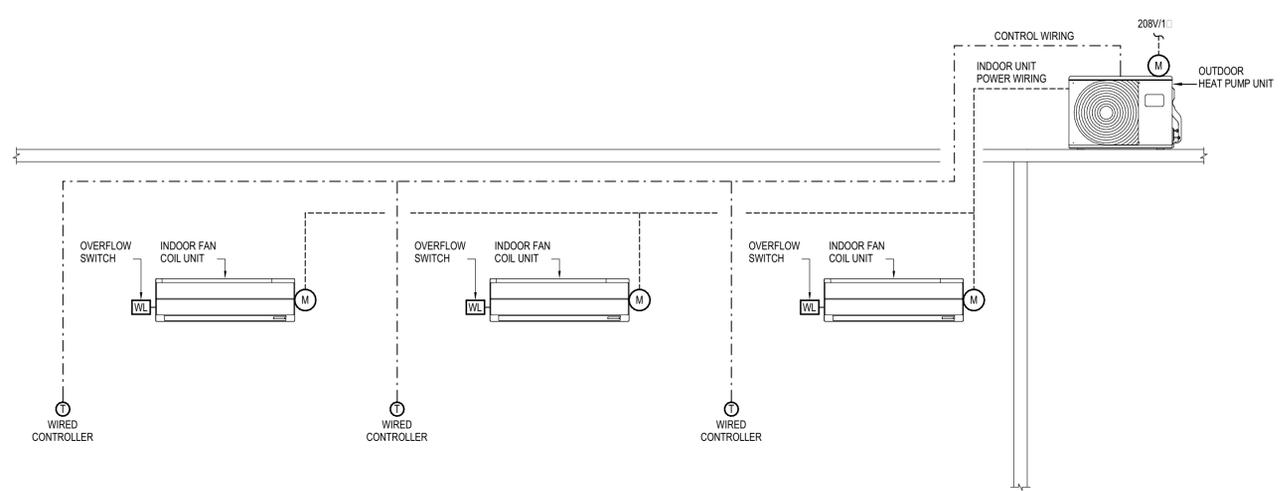 208V/1□
CONTROL WIRING
M
INDOOR UNIT
POWER WIRING
OUTDOOR
HEAT PUMP UNIT
OVERFLOW
SWITCH
INDOOR FAN
COIL UNIT
WL
M
OVERFLOW
SWITCH
INDOOR FAN
COIL UNIT
WL
M
OVERFLOW
SWITCH
INDOOR FAN
COIL UNIT
WL
M
T
WIRED
CONTROLLER
T
WIRED
CONTROLLER
T
WIRED
CONTROLLER